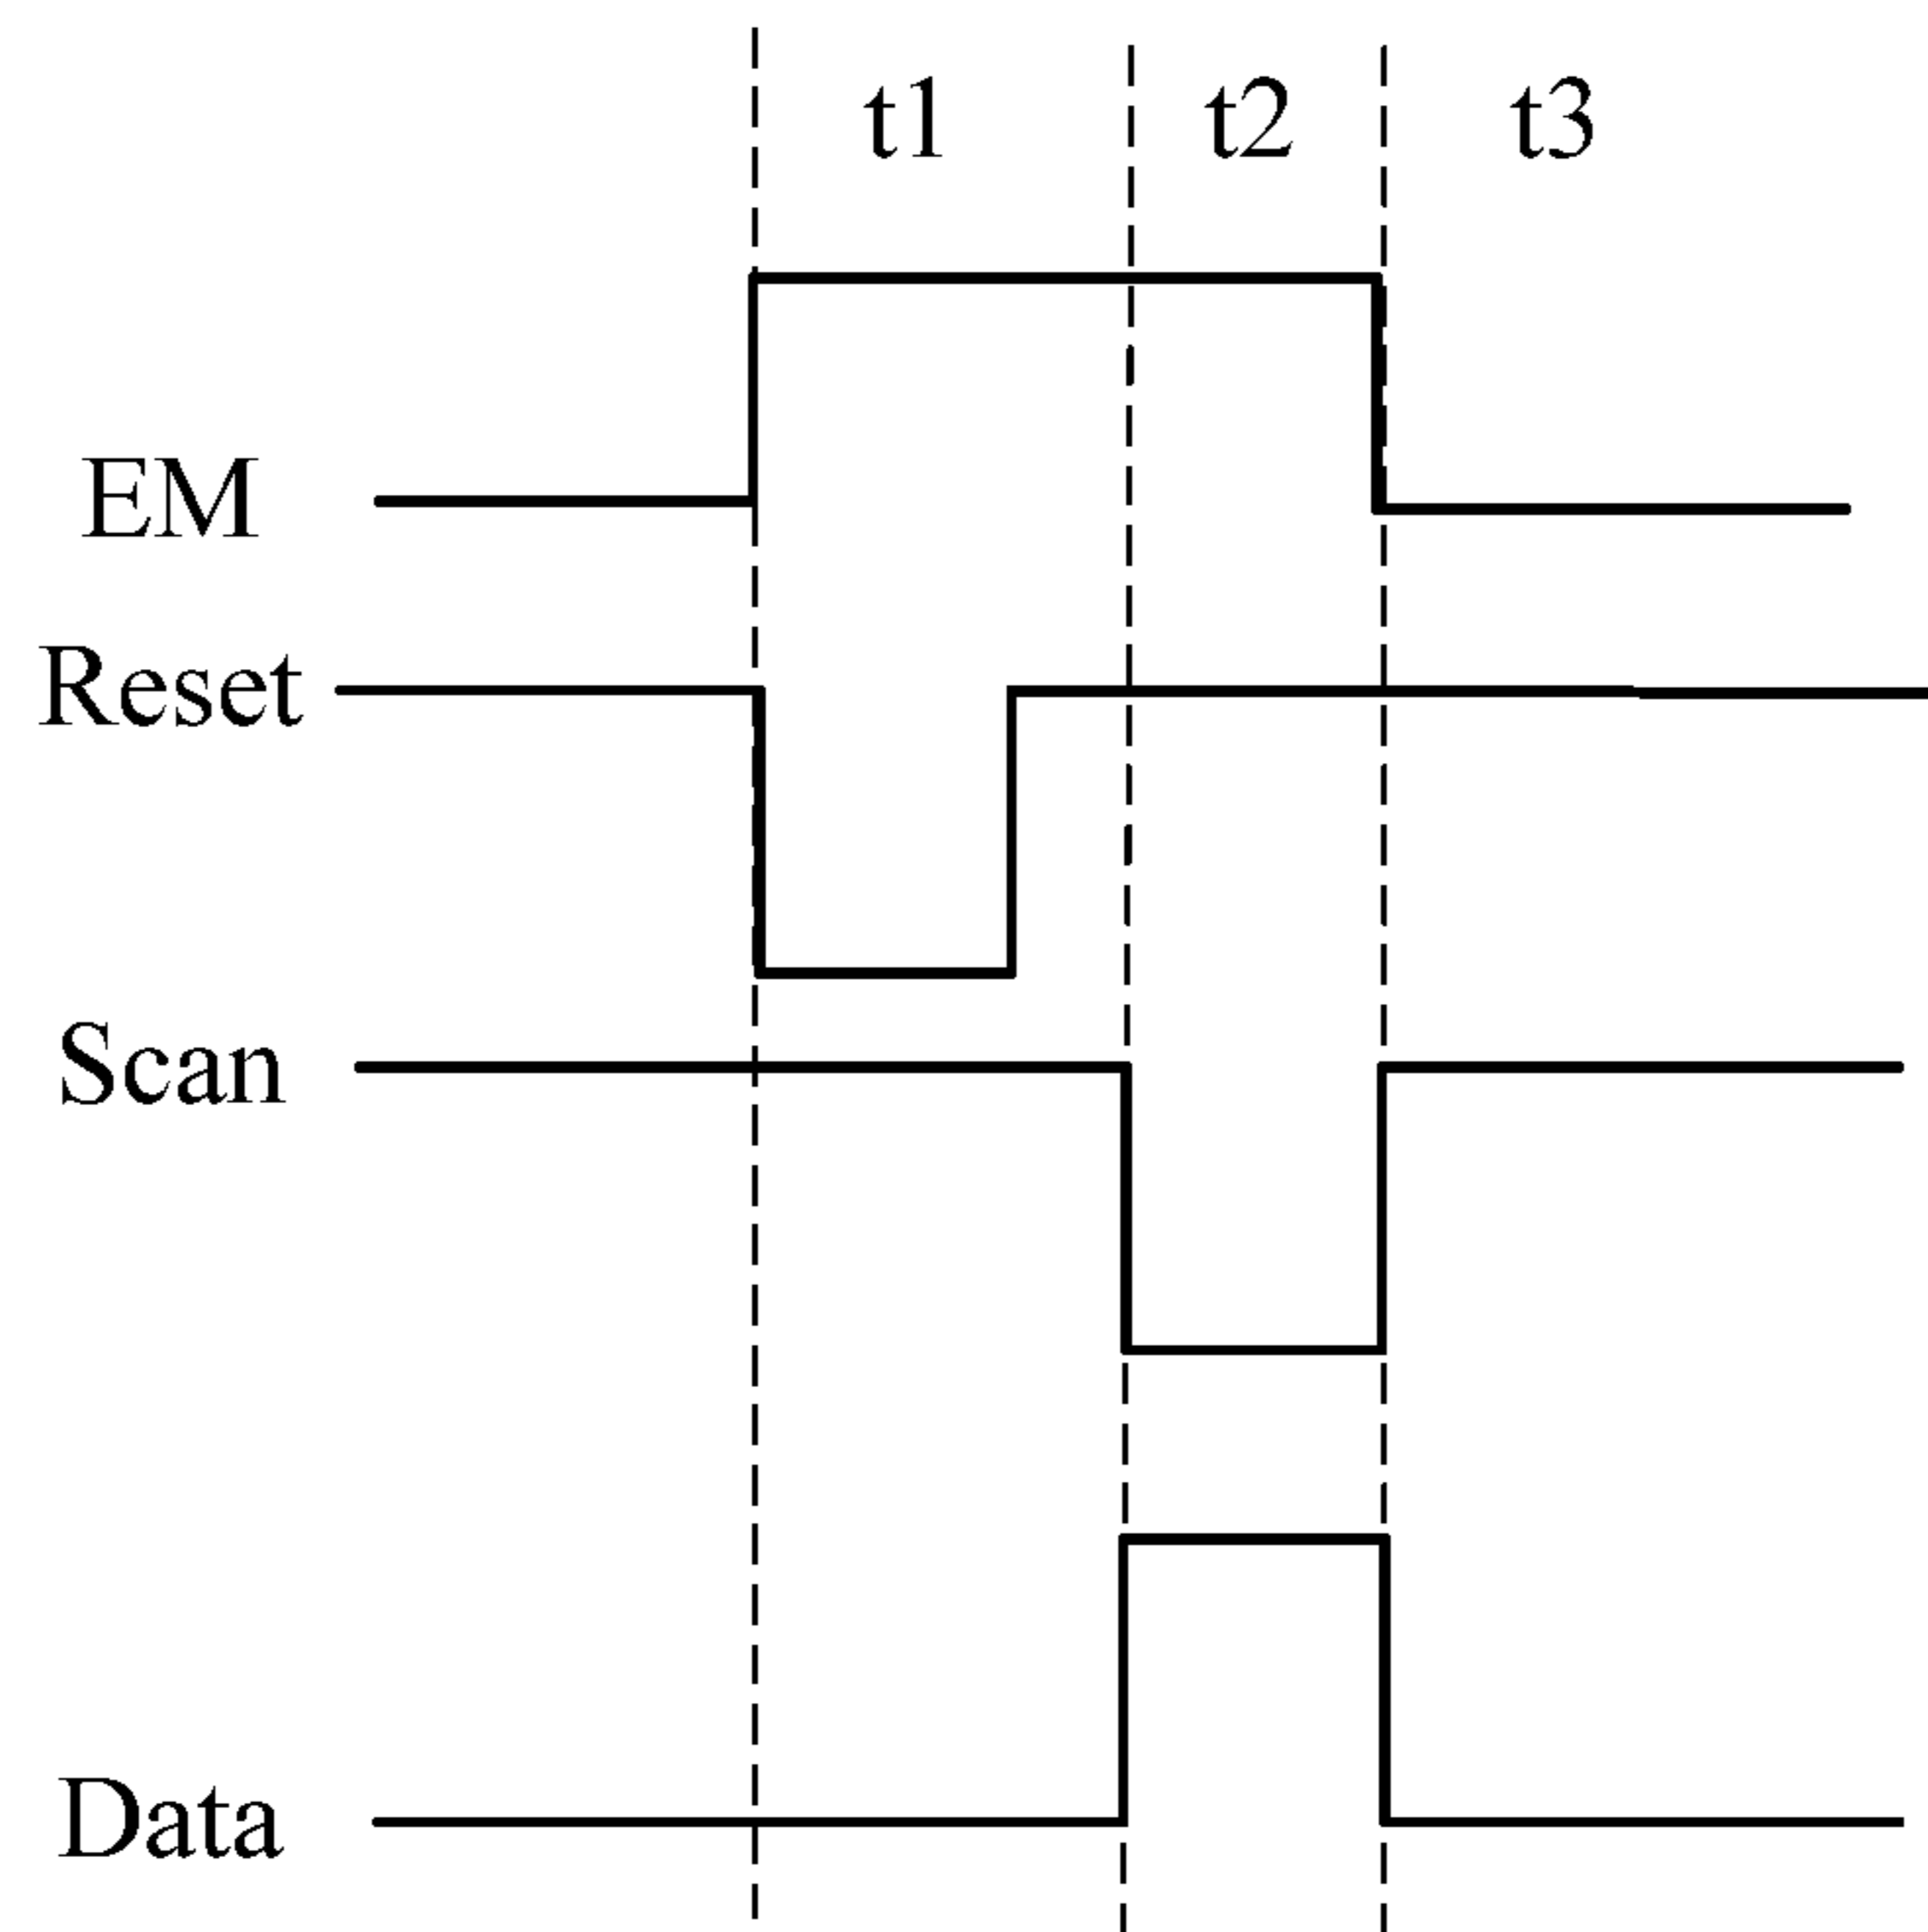 t1 t2 t3
EM
Reset
Scan
Data